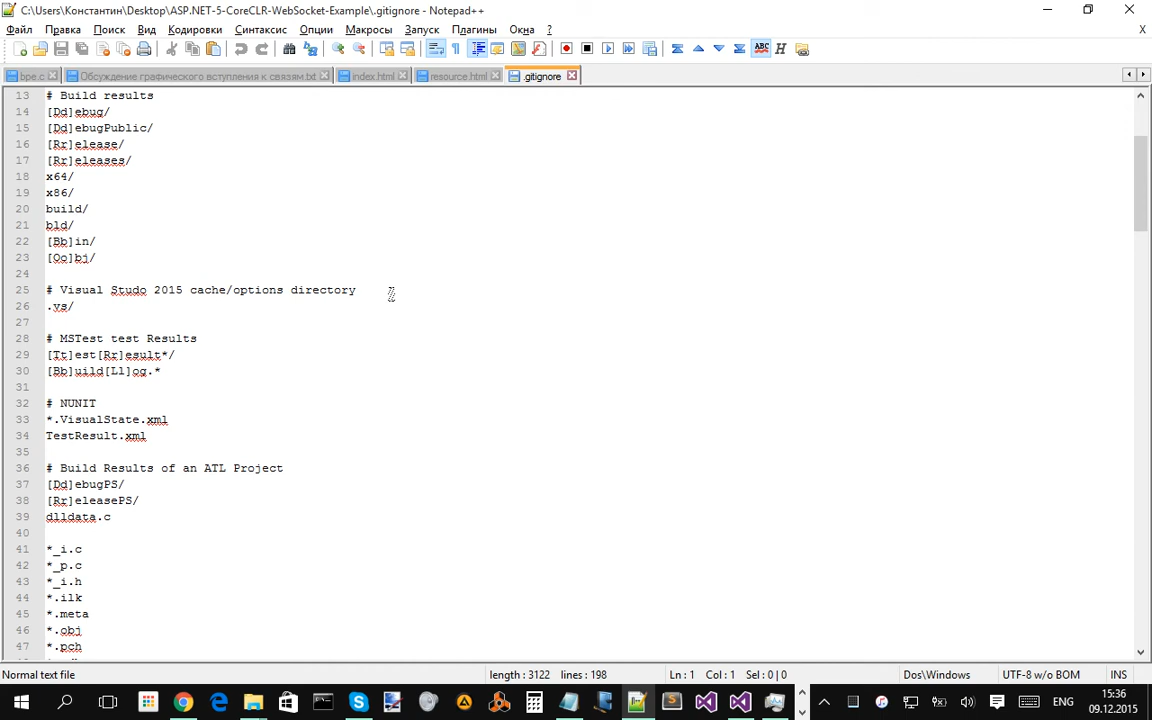 C:\Users\Константин\Desktop\ASP.NET-5-CoreCLR-WebSocket-Example\.gitignore - Notepad++
Файл Правка Поиск Вид Кодировки Синтаксис Опции Макросы Запуск Плагины Окна ? X
bpe.c Обсуждение графического вступления к связям.txt index.html resource.html .gitignore
13 # Build results
14 [Dd]ebug/
15 [Dd]ebugPublic/
16 [Rr]elease/
17 [Rr]eleases/
18 x64/
19 x86/
20 build/
21 bld/
22 [Bb]in/
23 [Oo]bj/
24
25 # Visual Studo 2015 cache/options directory
26 .vs/
27
28 # MSTest test Results
29 [Tt]est[Rr]esult*/
30 [Bb]uild[Ll]og.*
31
32 # NUNIT
33 *.VisualState.xml
34 TestResult.xml
35
36 # Build Results of an ATL Project
37 [Dd]ebugPS/
38 [Rr]eleasePS/
39 dlldata.c
40
41 *_i.c
42 *_p.c
43 *_i.h
44 *.ilk
45 *.meta
46 *.obj
47 *.pch
Normal text file length : 3122 lines : 198 Ln : 1 Col : 1 Sel : 0 | 0 Dos\Windows UTF-8 w/o BOM INS
ENG 15:36
09.12.2015